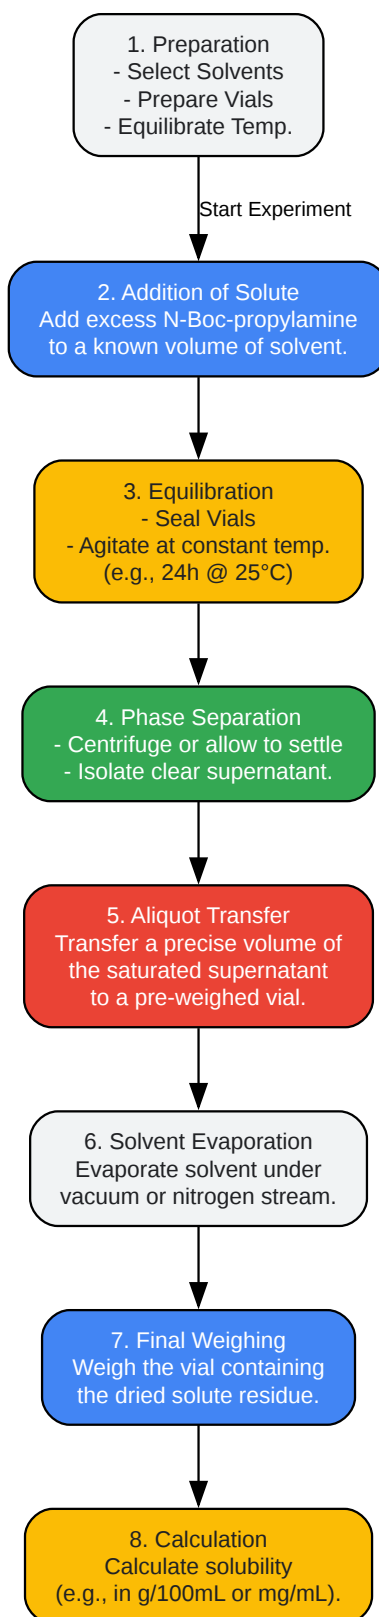 1. Preparation
- Select Solvents
- Prepare Vials
- Equilibrate Temp.
Start Experiment
2. Addition of Solute
Add excess N-Boc-propylamine
to a known volume of solvent.
3. Equilibration
- Seal Vials
- Agitate at constant temp.
(e.g., 24h @ 25°C)
4. Phase Separation
- Centrifuge or allow to settle
- Isolate clear supernatant.
5. Aliquot Transfer
Transfer a precise volume of
the saturated supernatant
to a pre-weighed vial.
6. Solvent Evaporation
Evaporate solvent under
vacuum or nitrogen stream.
7. Final Weighing
Weigh the vial containing
the dried solute residue.
8. Calculation
Calculate solubility
(e.g., in g/100mL or mg/mL).